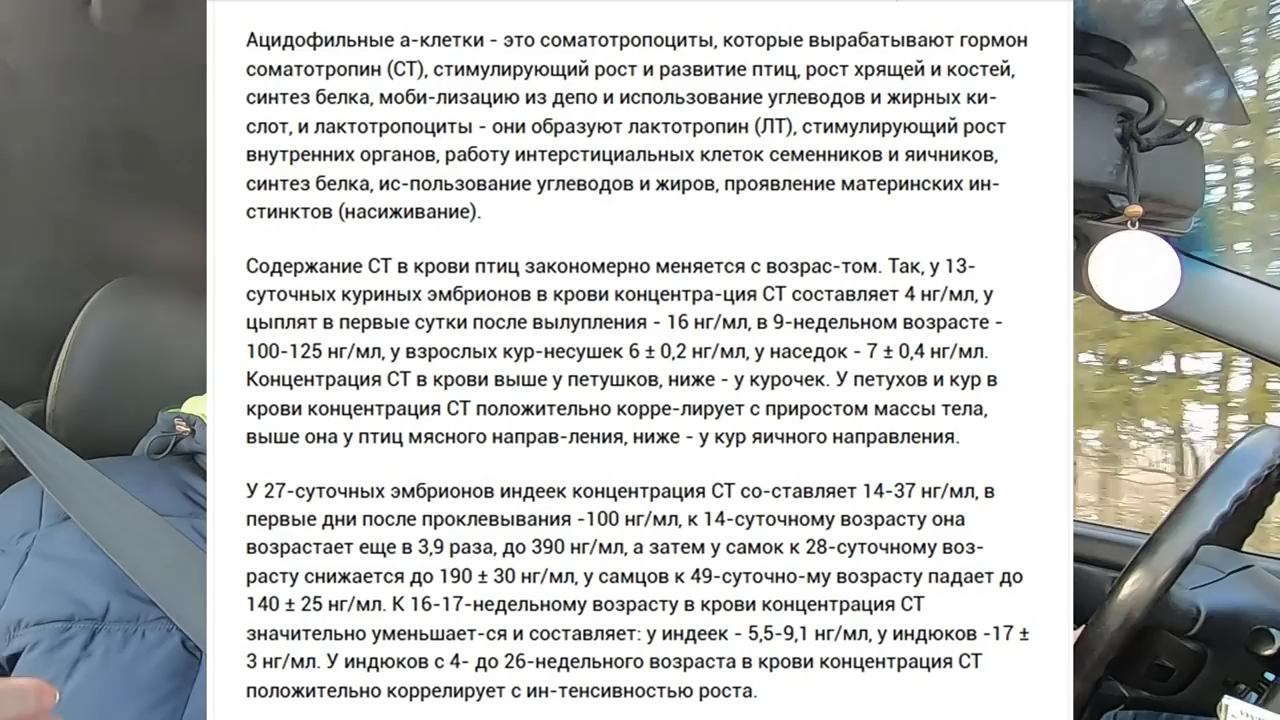 Ацидофильные а-клетки - это соматотропоциты, которые вырабатывают гормон
соматотропин (СТ), стимулирующий рост и развитие птиц, рост хрящей и костей,
синтез белка, моби-лизацию из депо и использование углеводов и жирных ки-
слот, и лактотропоциты - они образуют лактотропин (ЛТ), стимулирующий рост
внутренних органов, работу интерстициальных клеток семенников и яичников,
синтез белка, ис-пользование углеводов и жиров, проявление материнских ин-
стинктов (насиживание).
Содержание СТ в крови птиц закономерно меняется с возрас-том. Так, у 13-
суточных куриных эмбрионов в крови концентра-ция СТ составляет 4 нг/мл, у
цыплят в первые сутки после вылупления - 16 нг/мл, в 9-недельном возрасте -
100-125 нг/мл, у взрослых кур-несушек 6 ± 0,2 нг/мл, у наседок - 7 ± 0,4 нг/мл.
Концентрация СТ в крови выше у петушков, ниже - у курочек. У петухов и кур в
крови концентрация СТ положительно корре-лирует с приростом массы тела,
выше она у птиц мясного направ-ления, ниже - у кур яичного направления.
У 27-суточных эмбрионов индеек концентрация СТ со-ставляет 14-37 нг/мл, в
первые дни после проклевывания -100 нг/мл, к 14-суточному возрасту она
возрастает еще в 3,9 раза, до 390 нг/мл, а затем у самок к 28-суточному воз-
расту снижается до 190 ± 30 нг/мл, у самцов к 49-суточно-му возрасту падает до
140 ± 25 нг/мл. К 16-17-недельному возрасту в крови концентрация СТ
значительно уменьшает-ся и составляет: у индеек - 5,5-9,1 нг/мл, у индюков -17 ±
3 нг/мл. У индюков с 4- до 26-недельного возраста в крови концентрация СТ
положительно коррелирует с ин-тенсивностью роста.